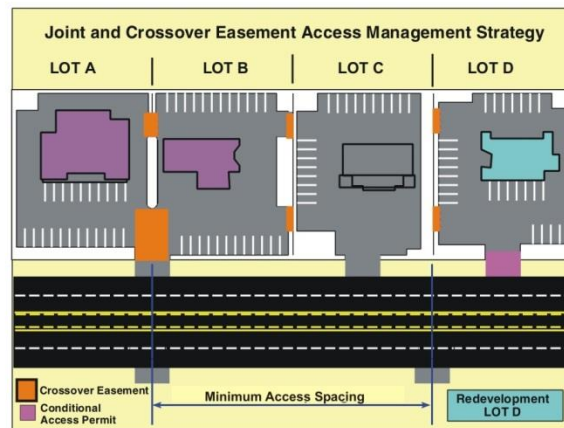 Joint and Crossover Easement Access Management Strategy
LOT A
LOT B
LOT C
LOT D
Crossover Easement
Conditional
Access Permit
Minimum Access Spacing
Redevelopment
LOT D